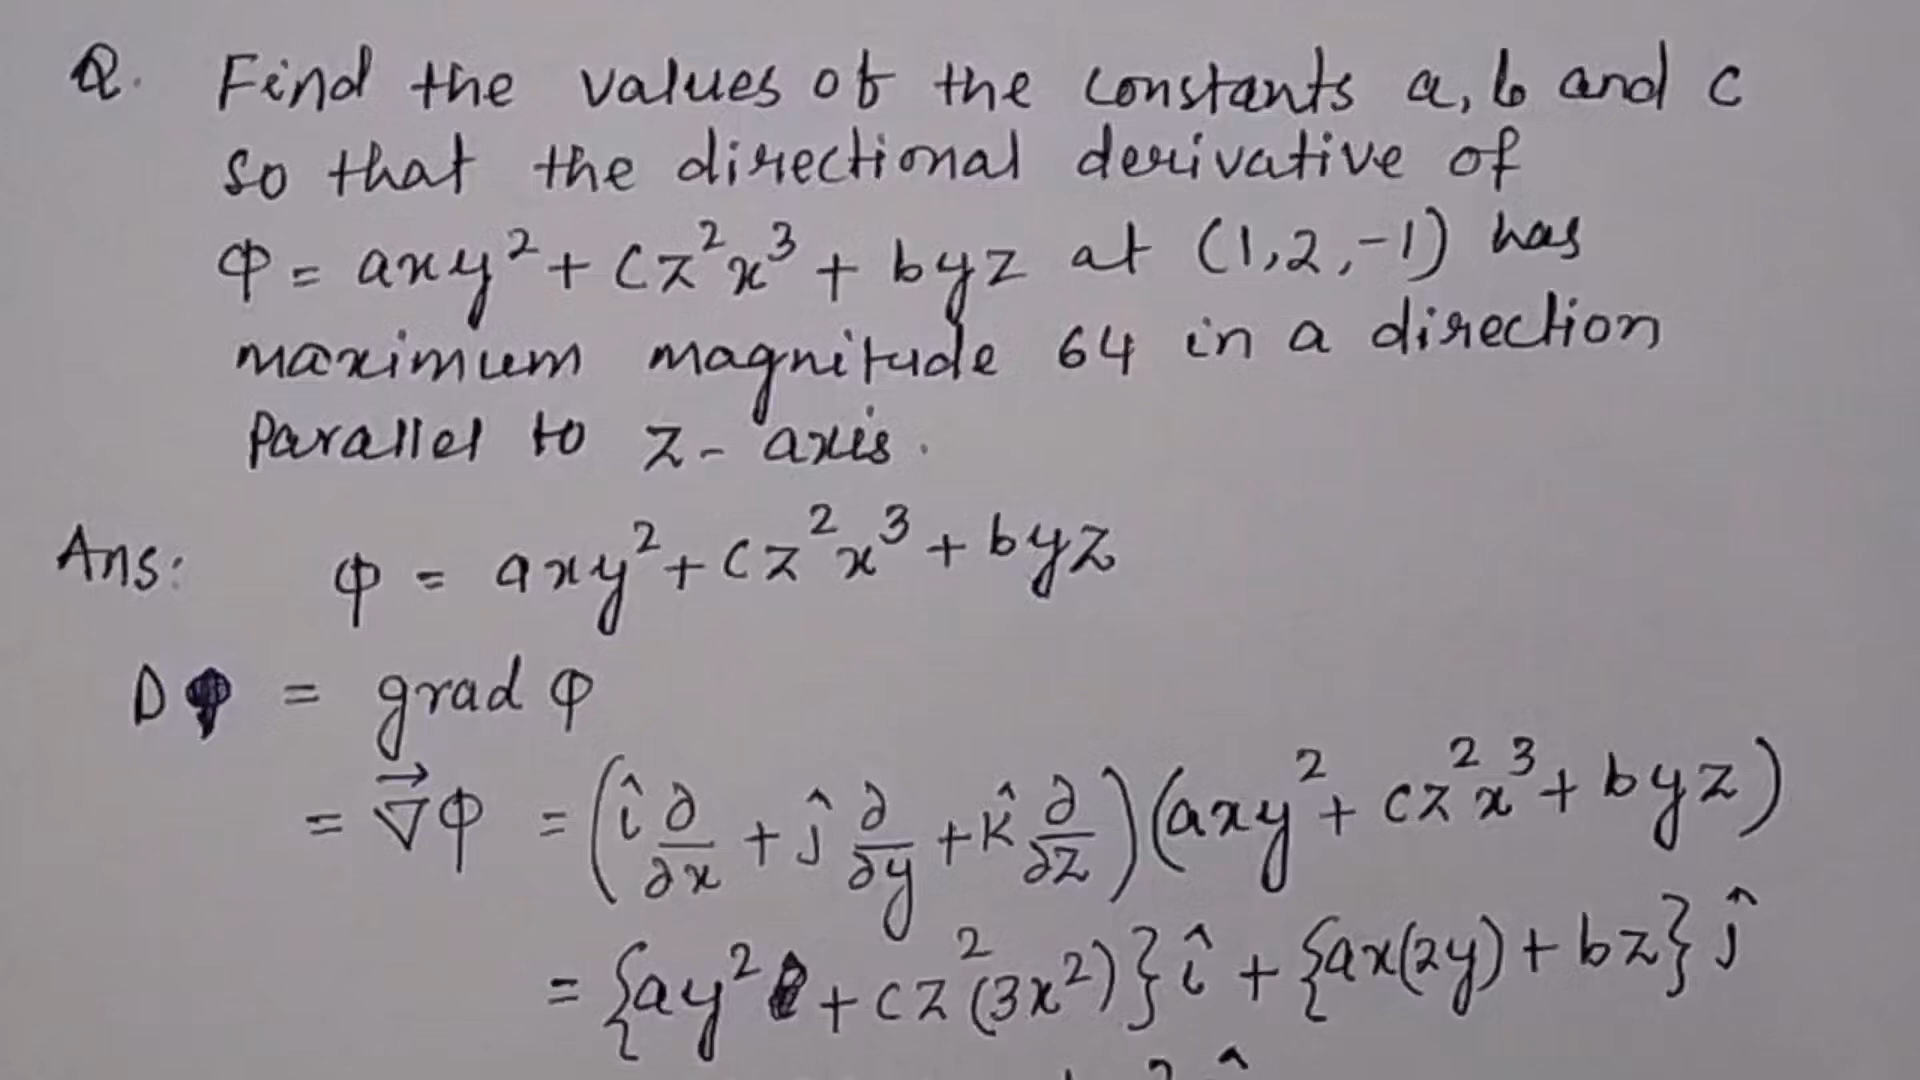 Q. Find the values of the constants a, b and c
so that the directional derivative of
φ = axy² + cz²x³ + byz at (1,2,-1) has
maximum magnitude 64 in a direction
Parallel to z-axis.
Ans: φ = axy² + cz²x³ + byz
Dφ = grad φ
= ∇⃗φ = (î ∂/∂x + ĵ ∂/∂y + k̂ ∂/∂z)(axy² + cz²x³ + byz)
= {ay² + cz²(3x²)} î + {ax(2y) + bz} ĵ